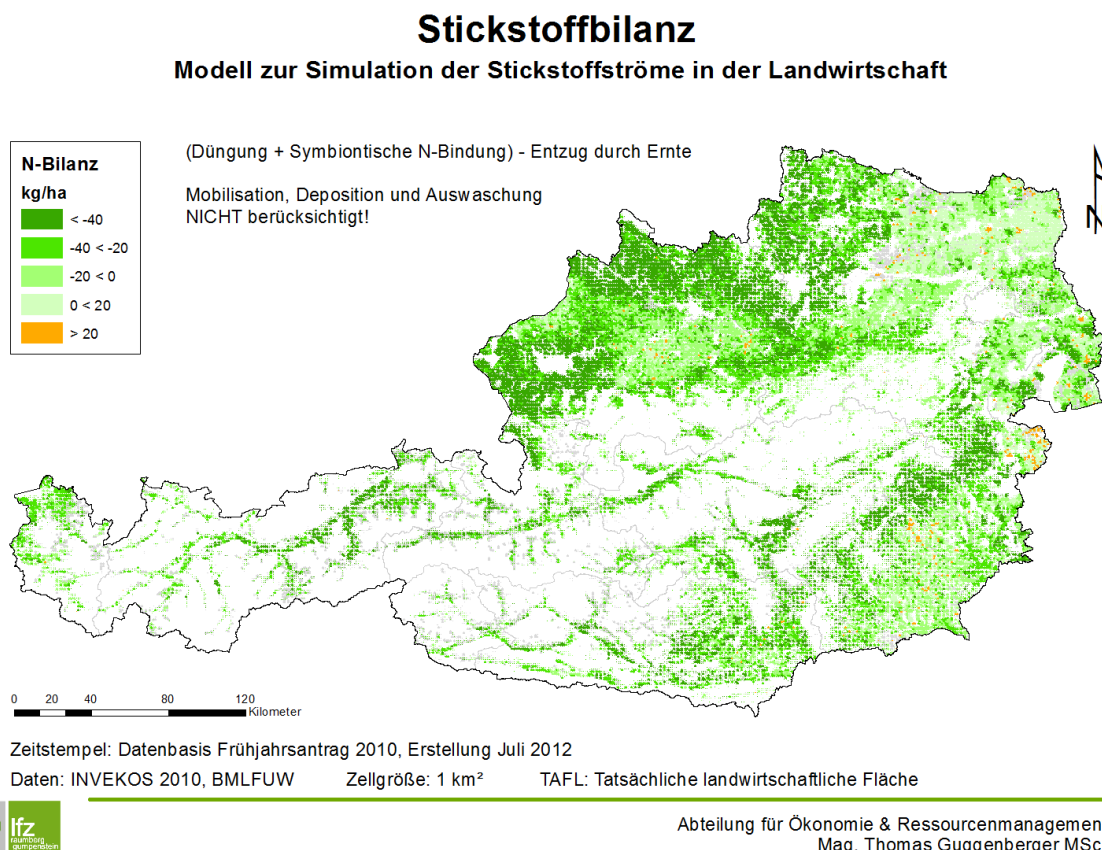 Stickstoffbilanz
Modell zur Simulation der Stickstoffströme in der Landwirtschaft
N-Bilanz
kg/ha
< -40
-40 < -20
-20 < 0
0 < 20
> 20
(Düngung + Symbiontische N-Bindung) - Entzug durch Ernte
Mobilisation, Deposition und Auswaschung
NICHT berücksichtigt!
N
0 20 40 80 120
Kilometer
Zeitstempel: Datenbasis Frühjahrsantrag 2010, Erstellung Juli 2012
Daten: INVEKOS 2010, BMLFUW Zellgröße: 1 km² TAFL: Tatsächliche landwirtschaftliche Fläche
lfz
raumberg
gumpenstein
Abteilung für Ökonomie & Ressourcenmanagemen
Mag. Thomas Guggenberger MSc